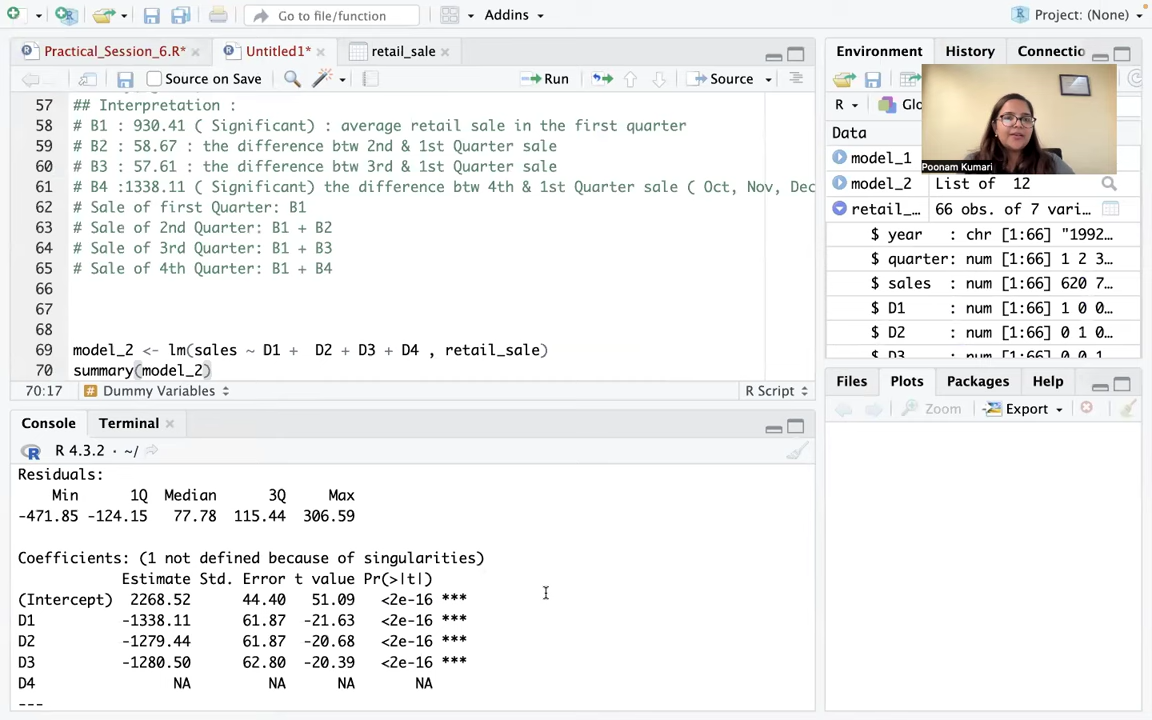 Go to file/function
Addins
Project: (None)
Practical_Session_6.R*
Untitled1*
retail_sale
Source on Save
Run
Source
57 ## Interpretation :
58 # B1 : 930.41 ( Significant) : average retail sale in the first quarter
59 # B2 : 58.67 : the difference btw 2nd & 1st Quarter sale
60 # B3 : 57.61 : the difference btw 3rd & 1st Quarter sale
61 # B4 :1338.11 ( Significant) the difference btw 4th & 1st Quarter sale ( Oct, Nov, Dec
62 # Sale of first Quarter: B1
63 # Sale of 2nd Quarter: B1 + B2
64 # Sale of 3rd Quarter: B1 + B3
65 # Sale of 4th Quarter: B1 + B4
66
67
68
69 model_2 <- lm(sales ~ D1 +  D2 + D3 + D4 , retail_sale)
70 summary(model_2)
70:17 # Dummy Variables R Script
Console Terminal
R 4.3.2 · ~/
Residuals:
Min 1Q Median 3Q Max
-471.85 -124.15 77.78 115.44 306.59
Coefficients: (1 not defined because of singularities)
Estimate Std. Error t value Pr(>|t|)
(Intercept) 2268.52 44.40 51.09 <2e-16 ***
D1 -1338.11 61.87 -21.63 <2e-16 ***
D2 -1279.44 61.87 -20.68 <2e-16 ***
D3 -1280.50 62.80 -20.39 <2e-16 ***
D4 NA NA NA NA
---
Environment History Connectio
R Glo
Poonam Kumari
Data
model_1
model_2 List of 12
retail_… 66 obs. of 7 vari…
$ year : chr [1:66] "1992…
$ quarter: num [1:66] 1 2 3…
$ sales : num [1:66] 620 7…
$ D1 : num [1:66] 1 0 0…
$ D2 : num [1:66] 0 1 0…
$ D3 : num [1:66] 0 0 1…
Files Plots Packages Help
Zoom Export